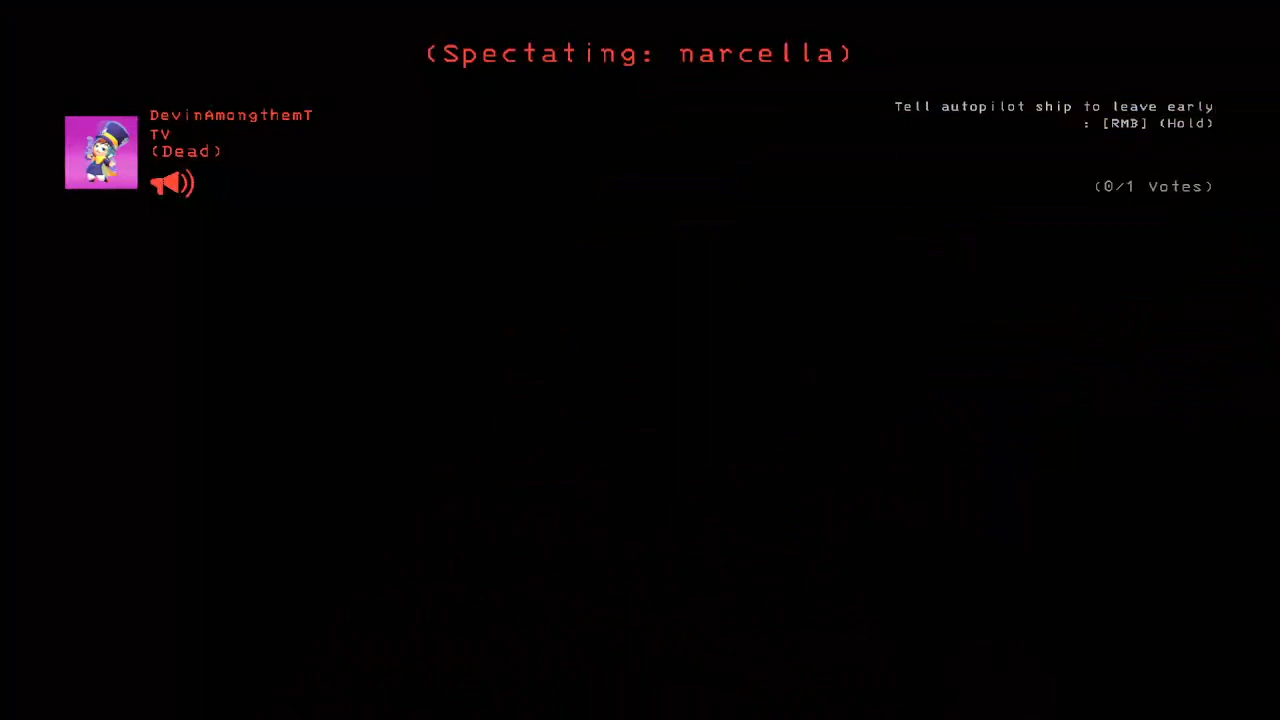 (Spectating: narcella)
DevinAmongthemT
TV
(Dead)
Tell autopilot ship to leave early
: [RMB] (Hold)
(0/1 Votes)